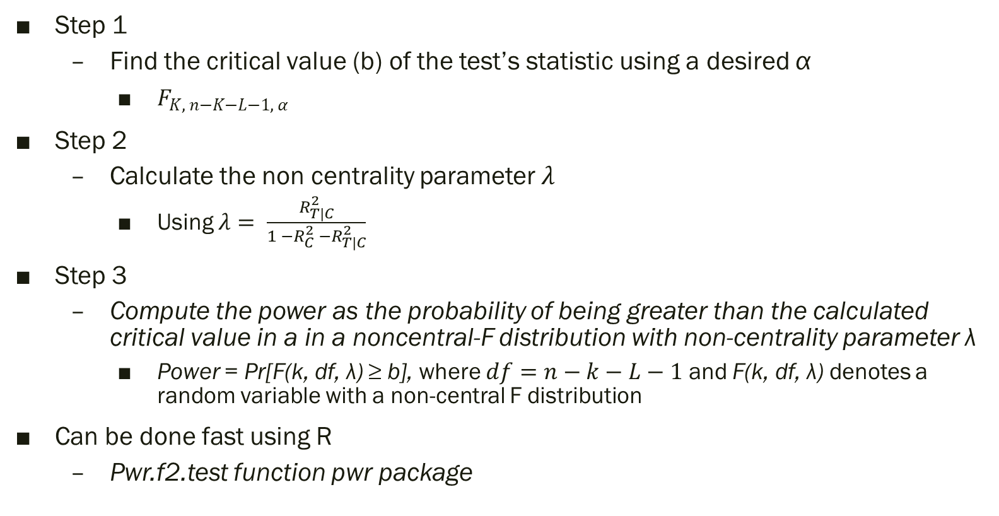 ■ Step 1
– Find the critical value (b) of the test’s statistic using a desired α
■ F_{K, n−K−L−1, α}
■ Step 2
– Calculate the non centrality parameter λ
■ Using λ = \frac{R^2_{T|C}}{1 −R^2_C −R^2_{T|C}}
■ Step 3
– Compute the power as the probability of being greater than the calculated
critical value in a in a noncentral-F distribution with non-centrality parameter λ
■ Power = Pr[F(k, df, λ) ≥ b], where df = n − k − L − 1 and F(k, df, λ) denotes a
random variable with a non-central F distribution
■ Can be done fast using R
– Pwr.f2.test function pwr package